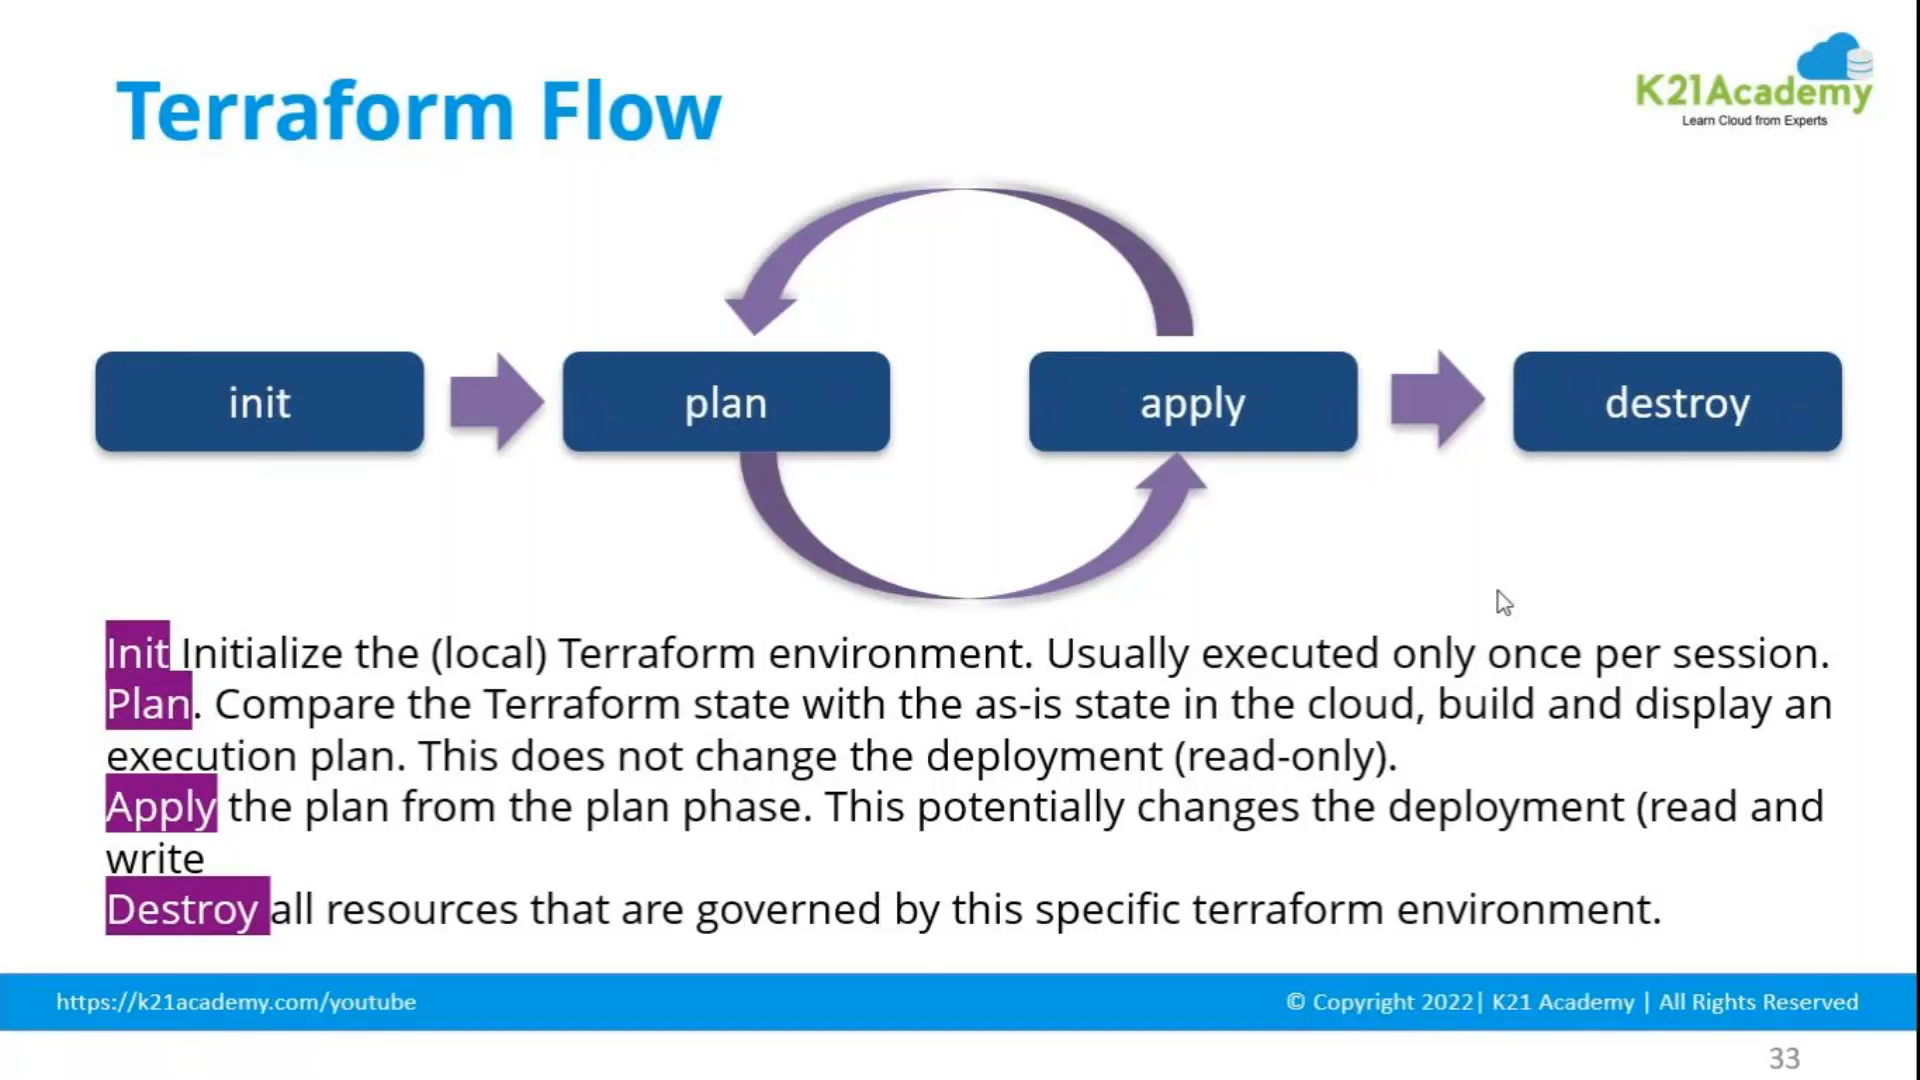 Terraform Flow
K21Academy
Learn Cloud from Experts
init
plan
apply
destroy
Init Initialize the (local) Terraform environment. Usually executed only once per session.
Plan. Compare the Terraform state with the as-is state in the cloud, build and display an
execution plan. This does not change the deployment (read-only).
Apply the plan from the plan phase. This potentially changes the deployment (read and
write
Destroy all resources that are governed by this specific terraform environment.
https://k21academy.com/youtube
© Copyright 2022| K21 Academy | All Rights Reserved
33